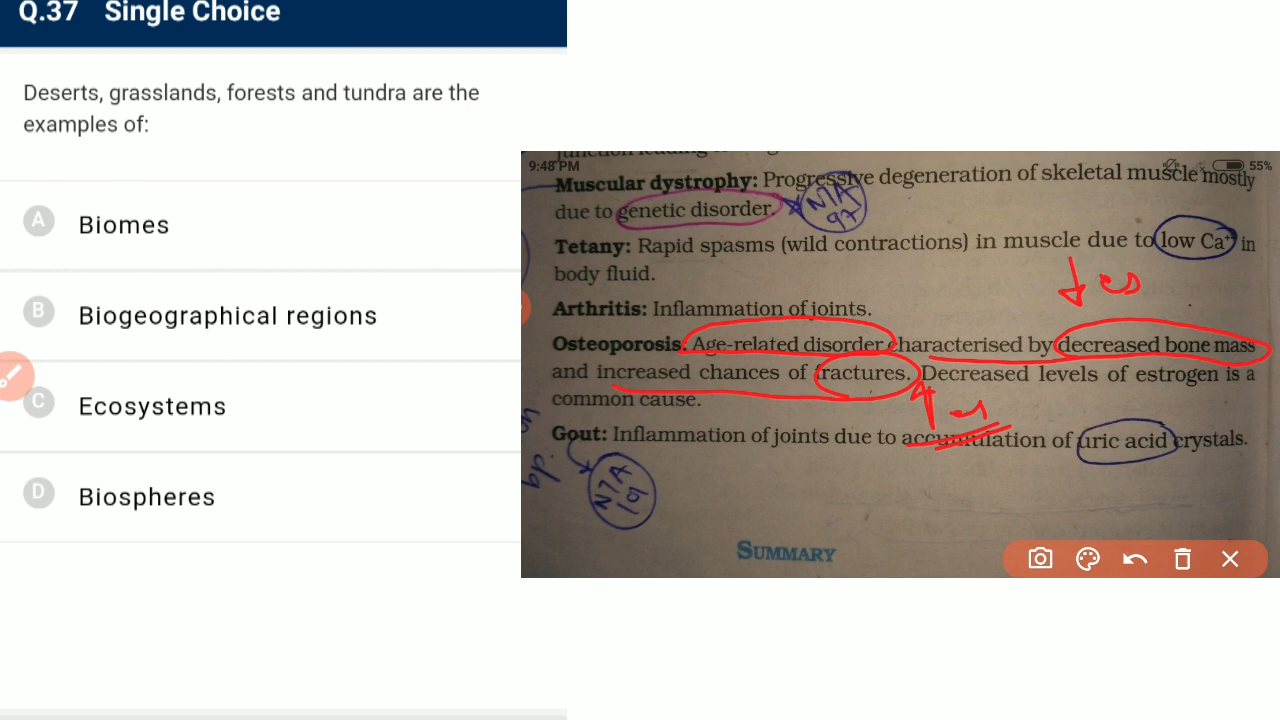 Q.37 Single Choice
Deserts, grasslands, forests and tundra are the
examples of:
A Biomes
B Biogeographical regions
C Ecosystems
D Biospheres
9:48 PM
55%
Muscular dystrophy: Progressive degeneration of skeletal muscle mostly
due to genetic disorder.
NTA
97
Tetany: Rapid spasms (wild contractions) in muscle due to low Ca++ in
body fluid.
Arthritis: Inflammation of joints.
Osteoporosis: Age-related disorder characterised by decreased bone mass
and increased chances of fractures. Decreased levels of estrogen is a
common cause.
Gout: Inflammation of joints due to accumulation of uric acid crystals.
NTA
19
SUMMARY